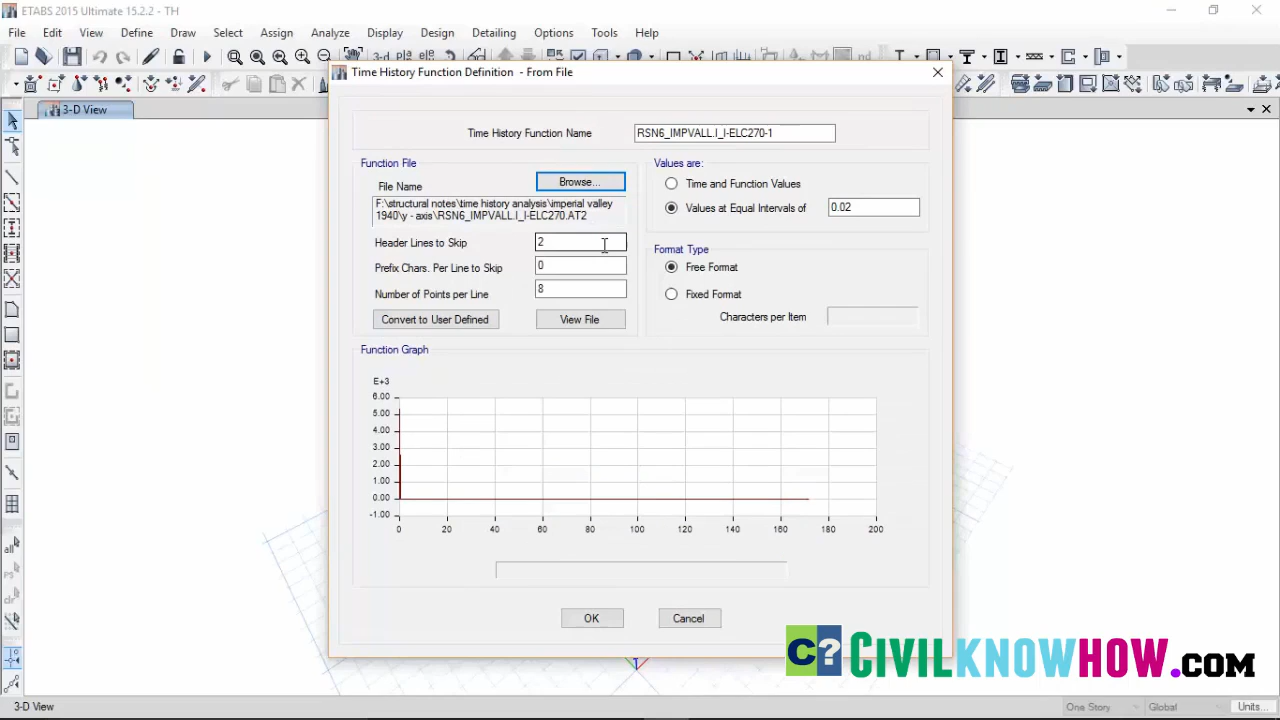 ETABS 2015 Ultimate 15.2.2 - TH
File Edit View Define Draw Select Assign Analyze Display Design Detailing Options Tools Help
3-d
3-D View
Time History Function Definition - From File
Time History Function Name RSN6_IMPVALL.I_I-ELC270-1
Function File
File Name Browse...
F:\structural notes\time history analysis\imperial valley
1940\y - axis\RSN6_IMPVALL.I_I-ELC270.AT2
Header Lines to Skip 2
Prefix Chars. Per Line to Skip 0
Number of Points per Line 8
Convert to User Defined View File
Values are:
Time and Function Values
Values at Equal Intervals of 0.02
Format Type
Free Format
Fixed Format
Characters per Item
Function Graph
E+3
6.00
5.00
4.00
3.00
2.00
1.00
0.00
-1.00
0 20 40 60 80 100 120 140 160 180 200
OK Cancel
all
C? CIVILKNOWHOW.COM
3-D View One Story Global Units...